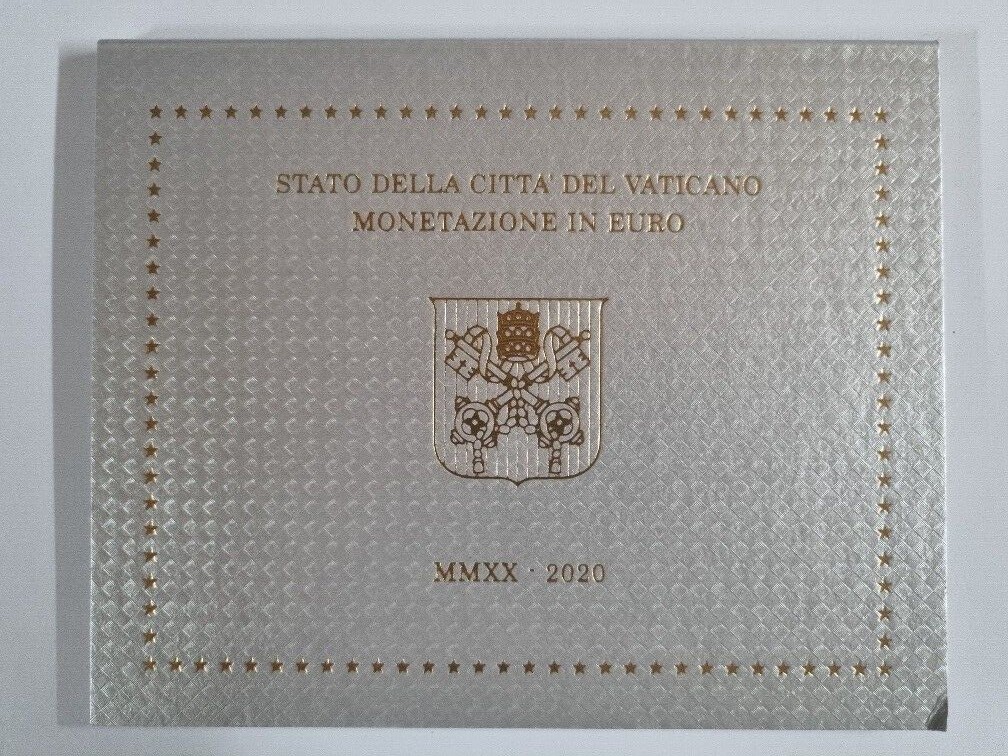 STATO DELLA CITTA' DEL VATICANO
MONETAZIONE IN EURO
MMXX · 2020